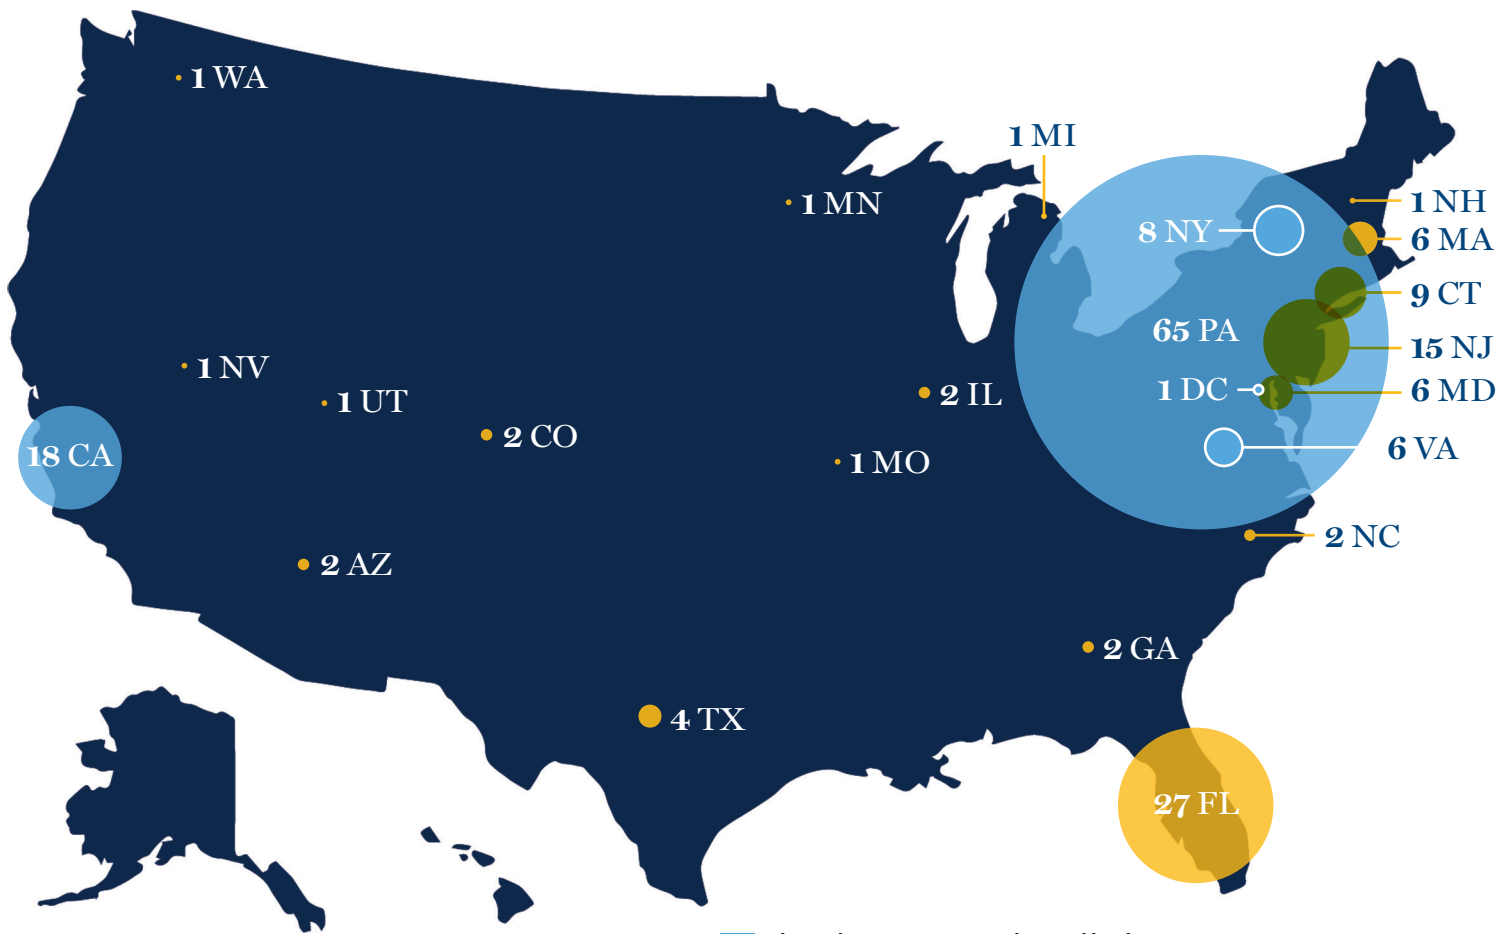 1 WA
1 MI
1 MN
1 NH
8 NY
6 MA
9 CT
65 PA
15 NJ
1 NV
1 UT
2 IL
1 DC
6 MD
2 CO
18 CA
1 MO
6 VA
2 NC
2 AZ
2 GA
4 TX
27 FL